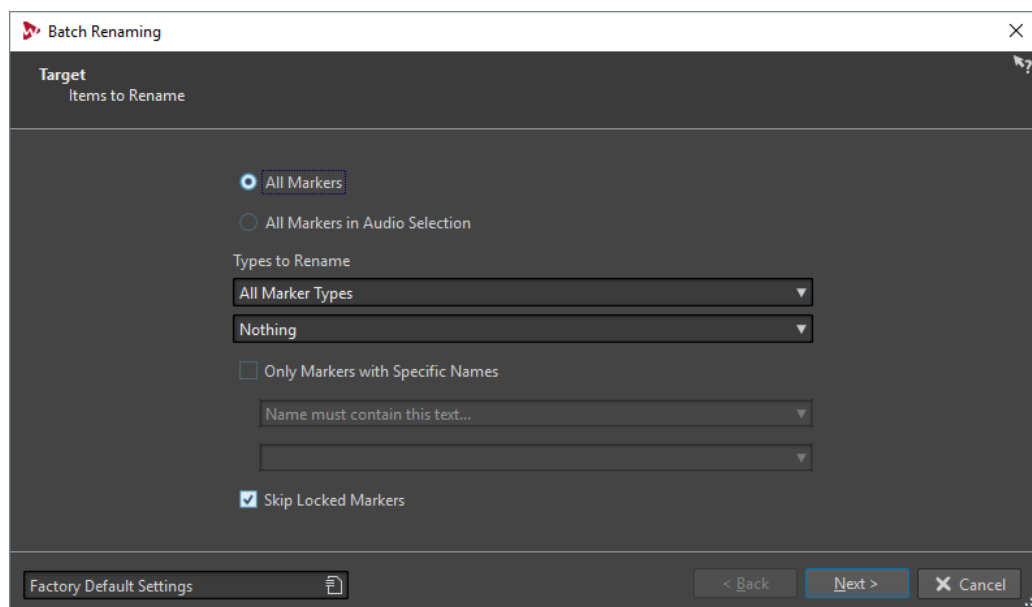 Batch Renaming
Target
Items to Rename
All Markers
All Markers in Audio Selection
Types to Rename
All Marker Types
Nothing
Only Markers with Specific Names
Name must contain this text...
Skip Locked Markers
Factory Default Settings
< Back Next > Cancel